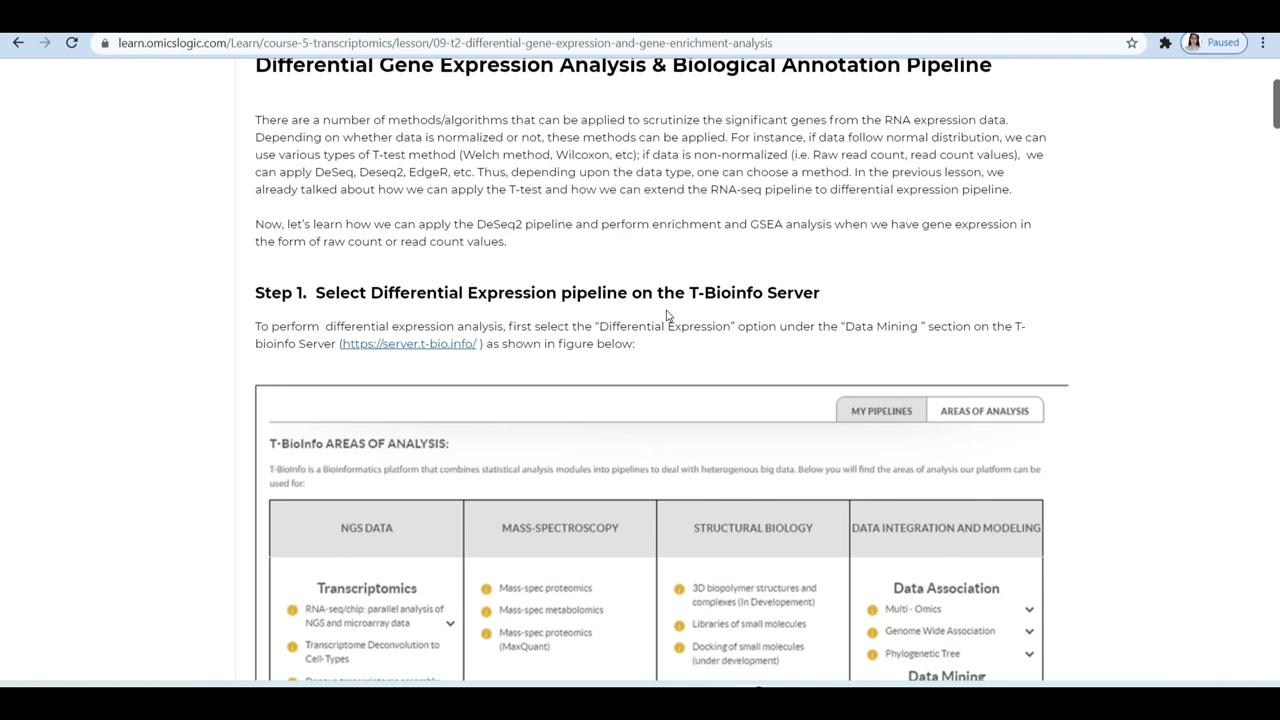 learn.omicslogic.com/Learn/course-5-transcriptomics/lesson/09-t2-differential-gene-expression-and-gene-enrichment-analysis
Paused
Differential Gene Expression Analysis & Biological Annotation Pipeline
There are a number of methods/algorithms that can be applied to scrutinize the significant genes from the RNA expression data.
Depending on whether data is normalized or not, these methods can be applied. For instance, if data follow normal distribution, we can
use various types of T-test method (Welch method, Wilcoxon, etc); if data is non-normalized (i.e. Raw read count, read count values),  we
can apply DeSeq, Deseq2, EdgeR, etc. Thus, depending upon the data type, one can choose a method. In the previous lesson, we
already talked about how we can apply the T-test and how we can extend the RNA-seq pipeline to differential expression pipeline.
Now, let's learn how we can apply the DeSeq2 pipeline and perform enrichment and GSEA analysis when we have gene expression in
the form of raw count or read count values.
Step 1.  Select Differential Expression pipeline on the T-Bioinfo Server
To perform  differential expression analysis, first select the “Differential Expression” option under the “Data Mining ” section on the T-
bioinfo Server (https://server.t-bio.info/ ) as shown in figure below:
MY PIPELINES
AREAS OF ANALYSIS
T-BioInfo AREAS OF ANALYSIS:
T-BioInfo is a Bioinformatics platform that combines statistical analysis modules into pipelines to deal with heterogenous big data. Below you will find the areas of analysis our platform can be
used for:
NGS DATA
MASS-SPECTROSCOPY
STRUCTURAL BIOLOGY
DATA INTEGRATION AND MODELING
Transcriptomics
RNA-seq/chip: parallel analysis of
NGS and microarray data
Transcriptome Deconvolution to
Cell-Types
Mass-spec proteomics
Mass-spec metabolomics
Mass-spec proteomics
(MaxQuant)
3D biopolymer structures and
complexes (In Developement)
Libraries of small molecules
Docking of small molecules
(under development)
Data Association
Multi - Omics
Genome Wide Association
Phylogenetic Tree
Data Mining